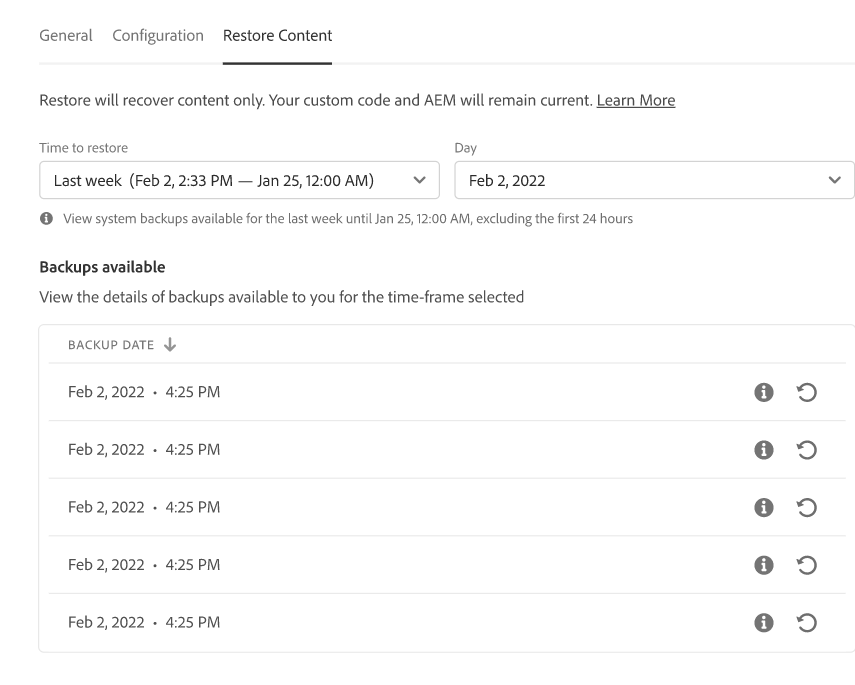 General Configuration Restore Content
Restore will recover content only. Your custom code and AEM will remain current. Learn More
Time to restore Day
Last week (Feb 2, 2:33 PM — Jan 25, 12:00 AM) Feb 2, 2022
View system backups available for the last week until Jan 25, 12:00 AM, excluding the first 24 hours
Backups available
View the details of backups available to you for the time-frame selected
BACKUP DATE
Feb 2, 2022 • 4:25 PM
Feb 2, 2022 • 4:25 PM
Feb 2, 2022 • 4:25 PM
Feb 2, 2022 • 4:25 PM
Feb 2, 2022 • 4:25 PM